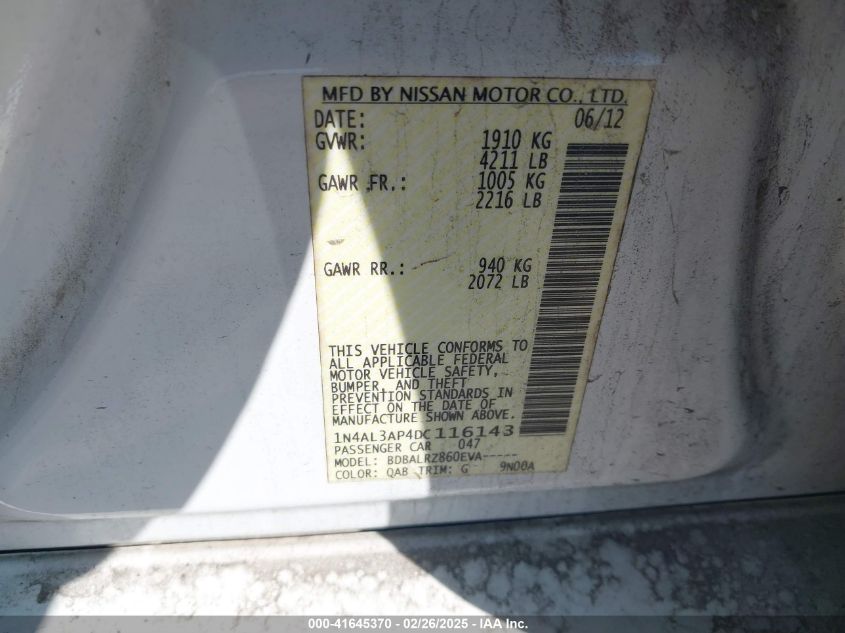 MFD BY NISSAN MOTOR CO., LTD.
DATE: 06/12
GVWR: 1910 KG
4211 LB
GAWR FR.: 1005 KG
2216 LB
GAWR RR.: 940 KG
2072 LB
THIS VEHICLE CONFORMS TO
ALL APPLICABLE FEDERAL
MOTOR VEHICLE SAFETY,
BUMPER, AND THEFT
PREVENTION STANDARDS IN
EFFECT ON THE DATE OF
MANUFACTURE SHOWN ABOVE.
1N4AL3AP4DC116143
PASSENGER CAR 047
MODEL: BDBALRZ860EVA-----
COLOR: QAB TRIM: G 9N00A
000-41645370 - 02/26/2025 - IAA Inc.